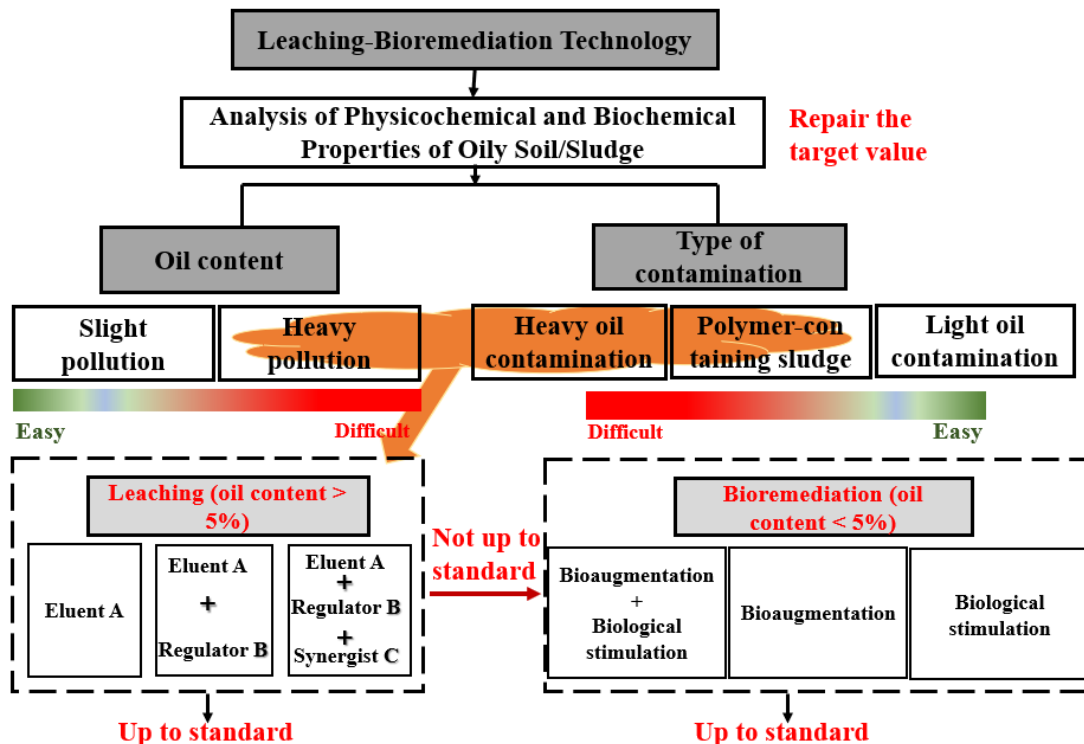 Leaching-Bioremediation Technology
Analysis of Physicochemical and Biochemical
Properties of Oily Soil/Sludge
Repair the
target value
Oil content
Type of
contamination
Slight
pollution
Heavy
pollution
Heavy oil
contamination
Polymer-con
taining sludge
Light oil
contamination
Easy
Difficult
Difficult
Easy
Leaching (oil content >
5%)
Eluent A
Eluent A
+
Regulator B
Eluent A
+
Regulator B
+
Synergist C
Not up to
standard
Bioremediation (oil
content < 5%)
Bioaugmentation
+
Biological
stimulation
Bioaugmentation
Biological
stimulation
Up to standard
Up to standard